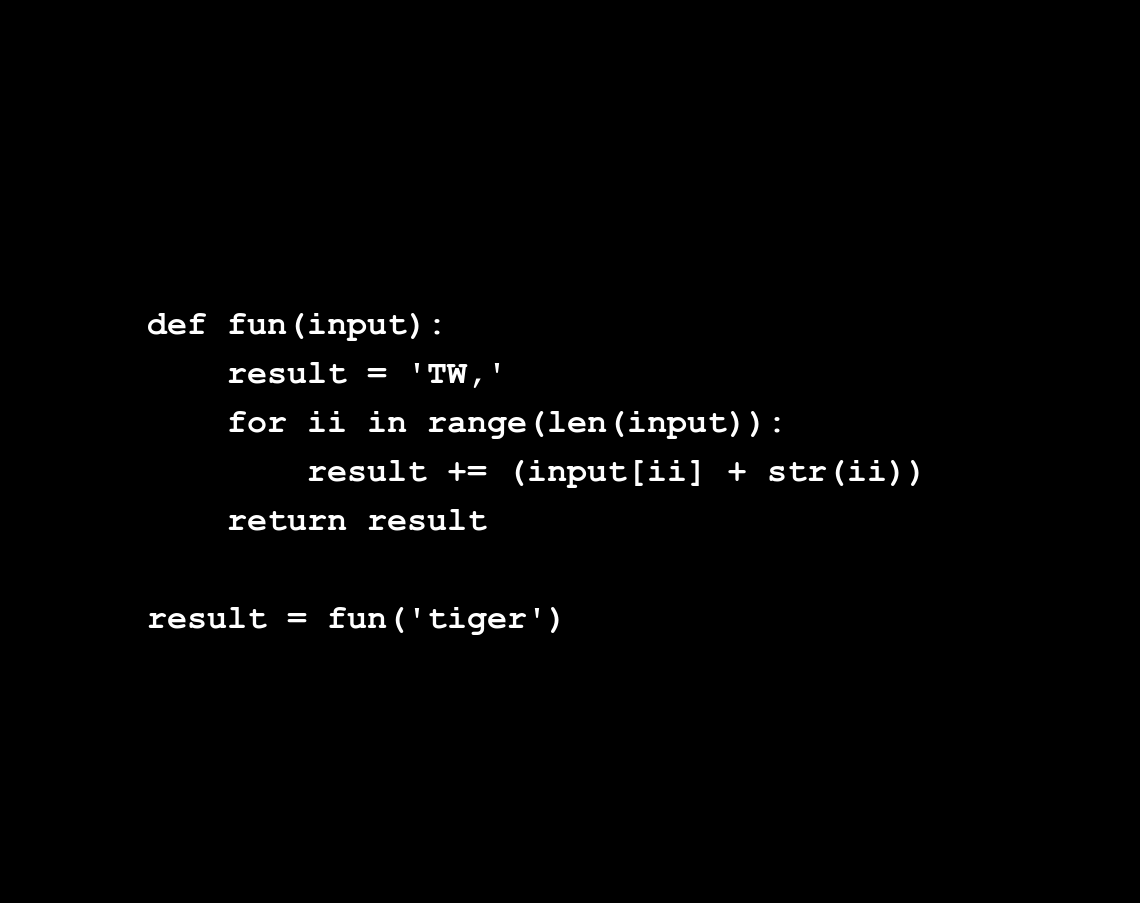 def fun(input):
    result = 'TW,'
    for ii in range(len(input)):
        result += (input[ii] + str(ii))
    return result

result = fun('tiger')